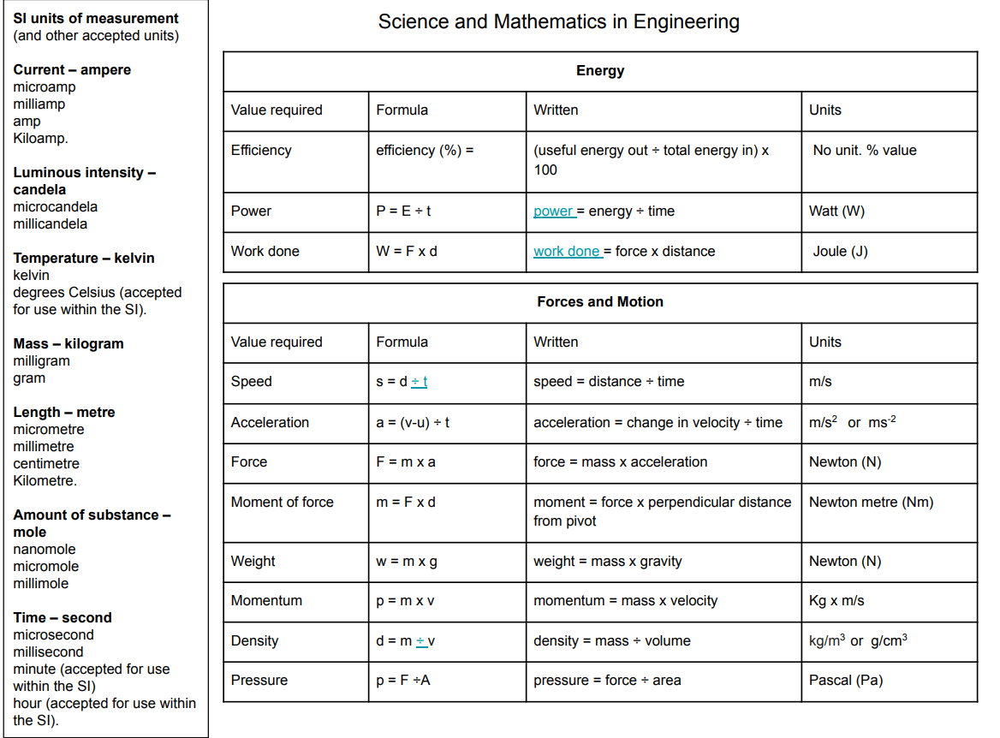 SI units of measurement
(and other accepted units)
Current – ampere
microamp
milliamp
amp
Kiloamp.
Luminous intensity –
candela
microcandela
millicandela
Temperature – kelvin
kelvin
degrees Celsius (accepted
for use within the SI).
Mass – kilogram
milligram
gram
Length – metre
micrometre
millimetre
centimetre
Kilometre.
Amount of substance –
mole
nanomole
micromole
millimole
Time – second
microsecond
millisecond
minute (accepted for use
within the SI)
hour (accepted for use within
the SI).
Science and Mathematics in Engineering
Energy
Value required Formula Written Units
Efficiency efficiency (%) = (useful energy out ÷ total energy in) x No unit. % value
100
Power P = E ÷ t power = energy ÷ time Watt (W)
Work done W = F x d work done = force x distance Joule (J)
Forces and Motion
Value required Formula Written Units
Speed s = d ÷ t speed = distance ÷ time m/s
Acceleration a = (v-u) ÷ t acceleration = change in velocity ÷ time m/s² or ms⁻²
Force F = m x a force = mass x acceleration Newton (N)
Moment of force m = F x d moment = force x perpendicular distance Newton metre (Nm)
from pivot
Weight w = m x g weight = mass x gravity Newton (N)
Momentum p = m x v momentum = mass x velocity Kg x m/s
Density d = m ÷ v density = mass ÷ volume kg/m³ or g/cm³
Pressure p = F ÷A pressure = force ÷ area Pascal (Pa)